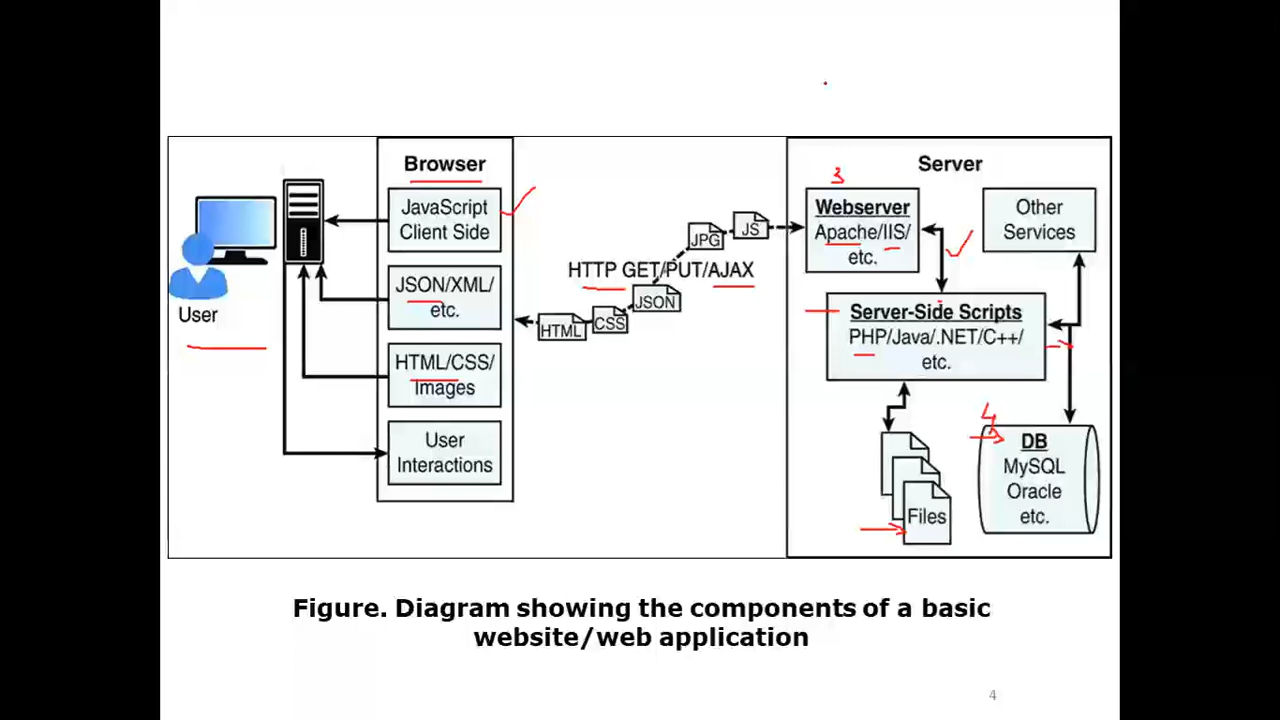 Browser
JavaScript
Client Side
JSON/XML/
etc.
HTML/CSS/
Images
User
Interactions
User
HTTP GET/PUT/AJAX
HTML
CSS
JSON
JPG
JS
Server
3
Webserver
Apache/IIS/
etc.
Other
Services
Server-Side Scripts
PHP/Java/.NET/C++/
etc.
Files
4
DB
MySQL
Oracle
etc.
Figure. Diagram showing the components of a basic
website/web application
4